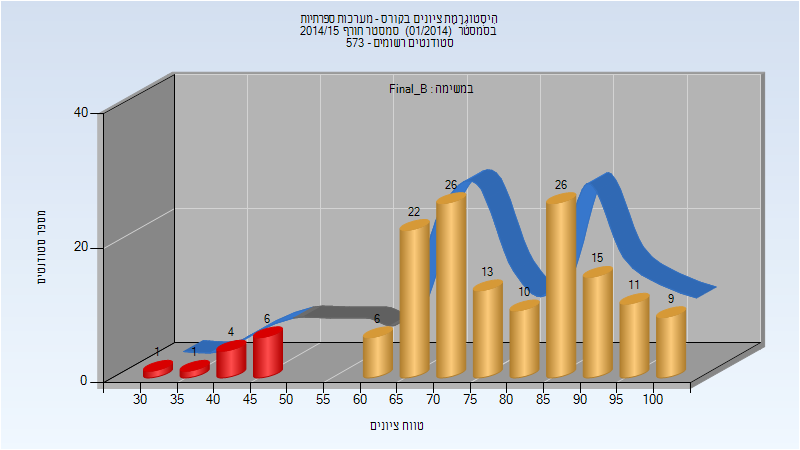 היסטוגרמת ציונים בקורס - מערכות ספרתיות
בסמסטר (01/2014) סמסטר חורף 2014/15
סטודנטים רשומים - 573
במשימה : Final_B
מספר סטודנטים
40
20
0
1
1
4
6
6
22
26
13
10
26
15
11
9
30 35 40 45 50 55 60 65 70 75 80 85 90 95 100
טווח ציונים